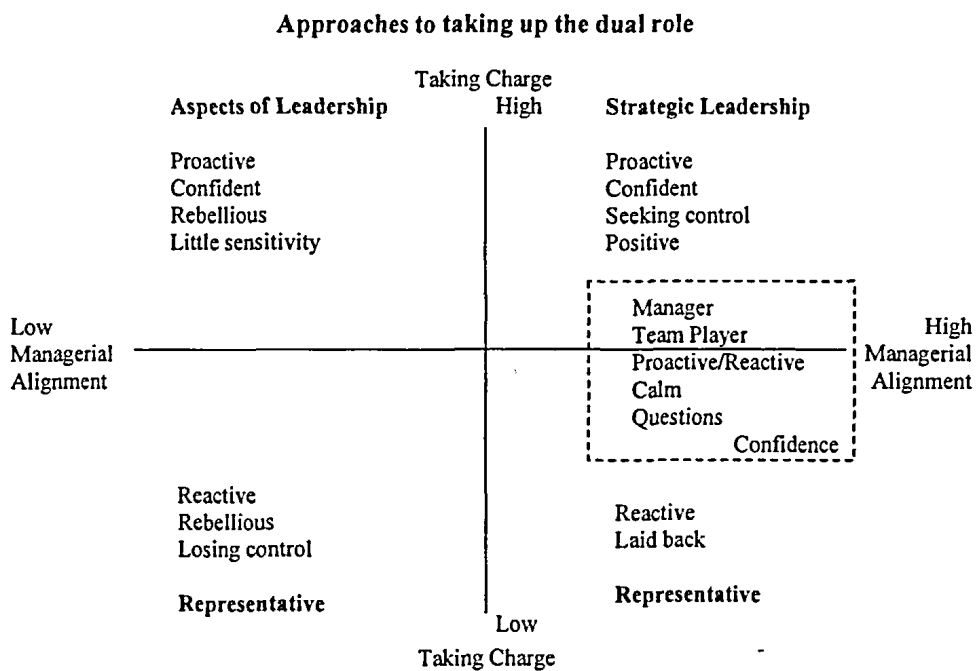 Approaches to taking up the dual role
Taking Charge
Aspects of Leadership
High
Strategic Leadership
Proactive
Confident
Rebellious
Little sensitivity
Proactive
Confident
Seeking control
Positive
Low
Managerial
Alignment
Manager
Team Player
Proactive/Reactive
Calm
Questions
Confidence
High
Managerial
Alignment
Reactive
Rebellious
Losing control
Representative
Reactive
Laid back
Representative
Low
Taking Charge